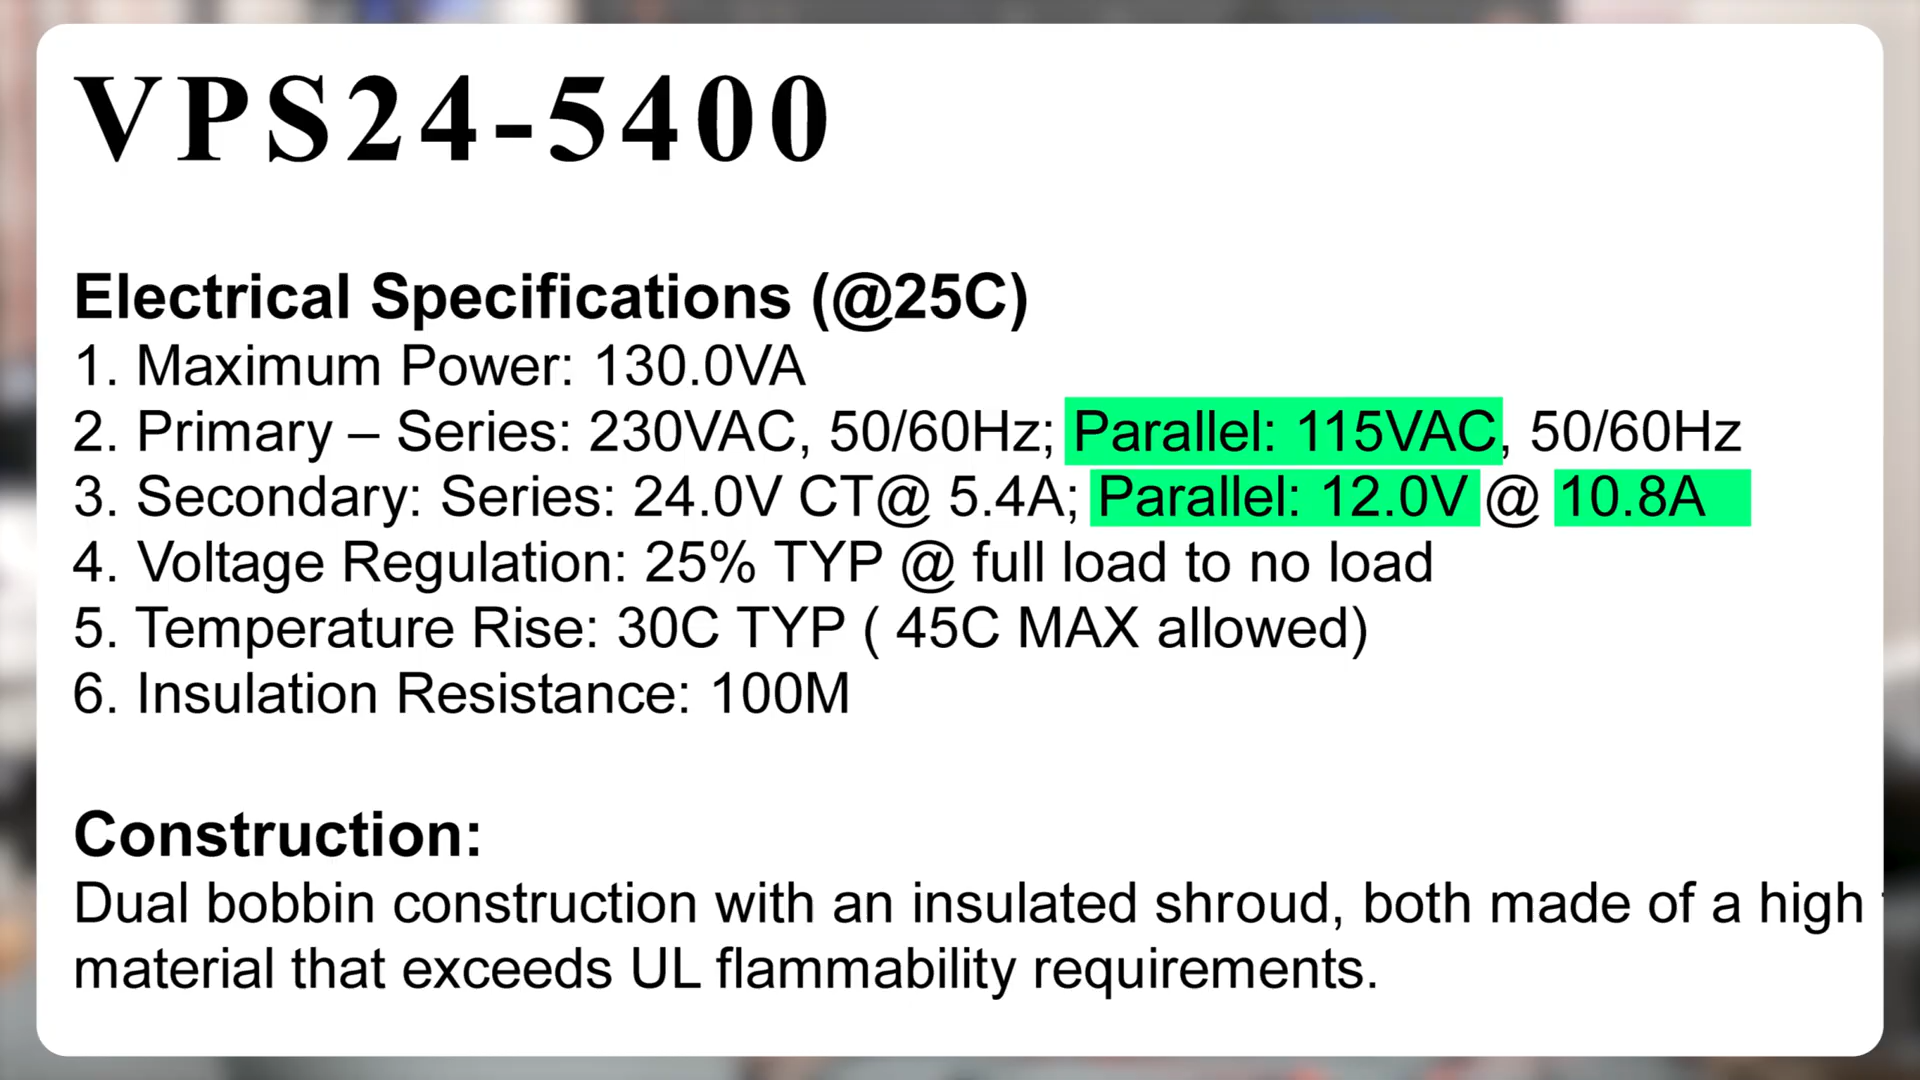 VPS24-5400
Electrical Specifications (@25C)
1. Maximum Power: 130.0VA
2. Primary – Series: 230VAC, 50/60Hz; Parallel: 115VAC, 50/60Hz
3. Secondary: Series: 24.0V CT@ 5.4A; Parallel: 12.0V @ 10.8A
4. Voltage Regulation: 25% TYP @ full load to no load
5. Temperature Rise: 30C TYP ( 45C MAX allowed)
6. Insulation Resistance: 100M
Construction:
Dual bobbin construction with an insulated shroud, both made of a high
material that exceeds UL flammability requirements.